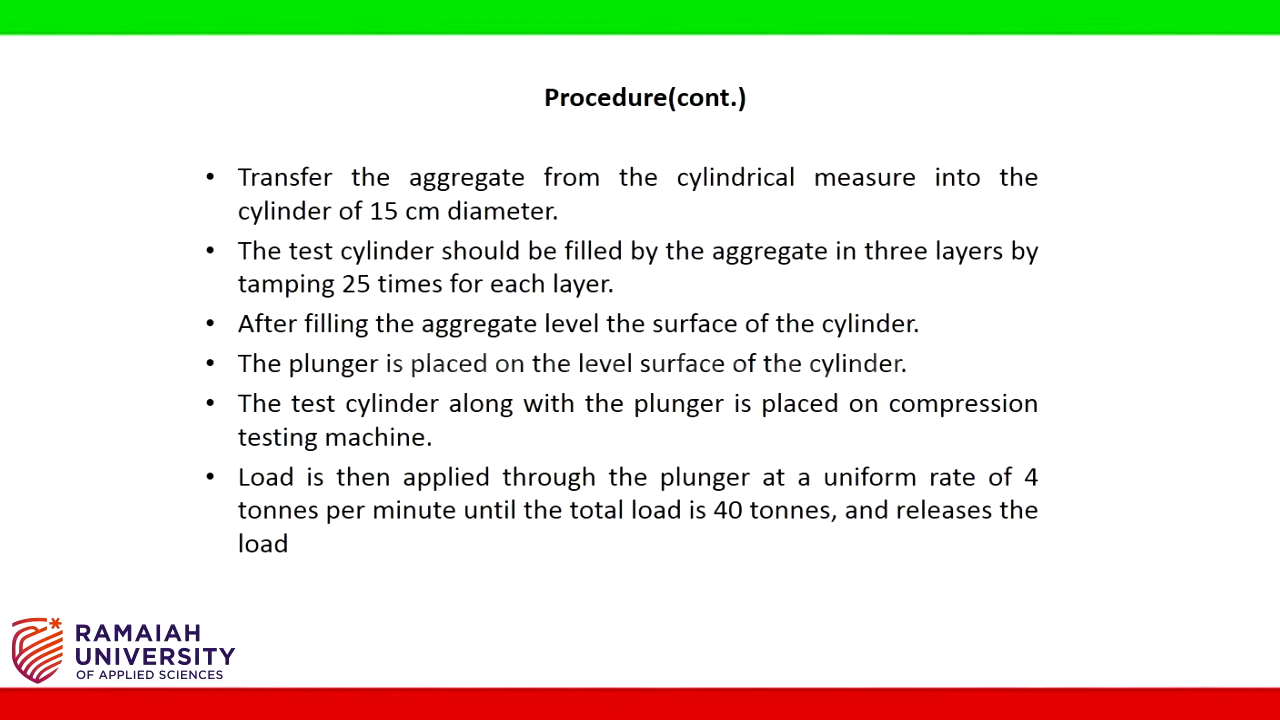 Procedure(cont.)
• Transfer the aggregate from the cylindrical measure into the
cylinder of 15 cm diameter.
• The test cylinder should be filled by the aggregate in three layers by
tamping 25 times for each layer.
• After filling the aggregate level the surface of the cylinder.
• The plunger is placed on the level surface of the cylinder.
• The test cylinder along with the plunger is placed on compression
testing machine.
• Load is then applied through the plunger at a uniform rate of 4
tonnes per minute until the total load is 40 tonnes, and releases the
load
RAMAIAH
UNIVERSITY
OF APPLIED SCIENCES